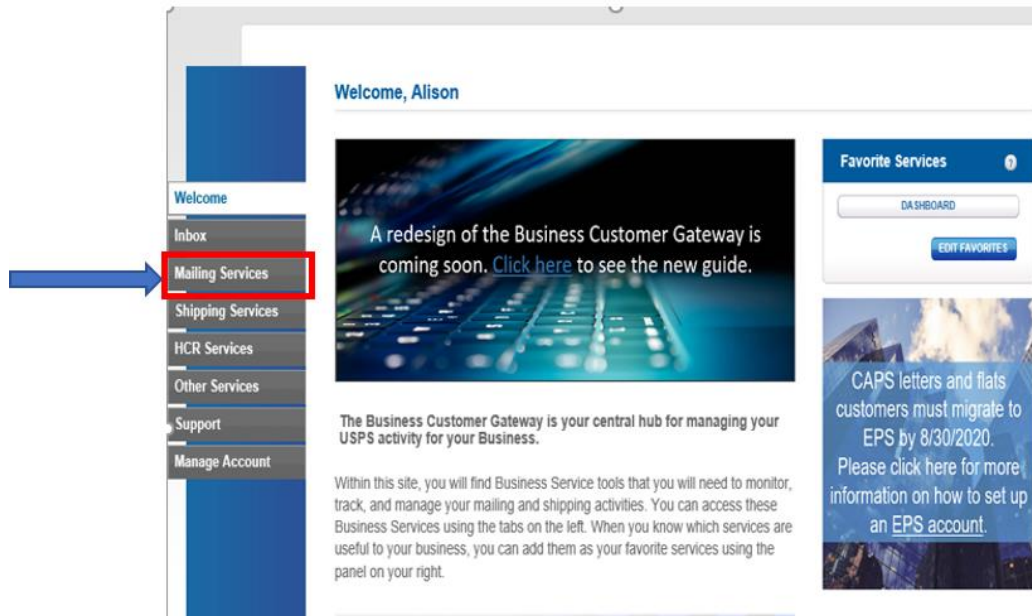 Welcome, Alison
Welcome
Inbox
Mailing Services
Shipping Services
HCR Services
Other Services
Support
Manage Account
A redesign of the Business Customer Gateway is
coming soon. Click here to see the new guide.
The Business Customer Gateway is your central hub for managing your
USPS activity for your Business.
Within this site, you will find Business Service tools that you will need to monitor,
track, and manage your mailing and shipping activities. You can access these
Business Services using the tabs on the left. When you know which services are
useful to your business, you can add them as your favorite services using the
panel on your right.
Favorite Services ?
DASHBOARD
EDIT FAVORITES
CAPS letters and flats
customers must migrate to
EPS by 8/30/2020.
Please click here for more
information on how to set up
an EPS account.